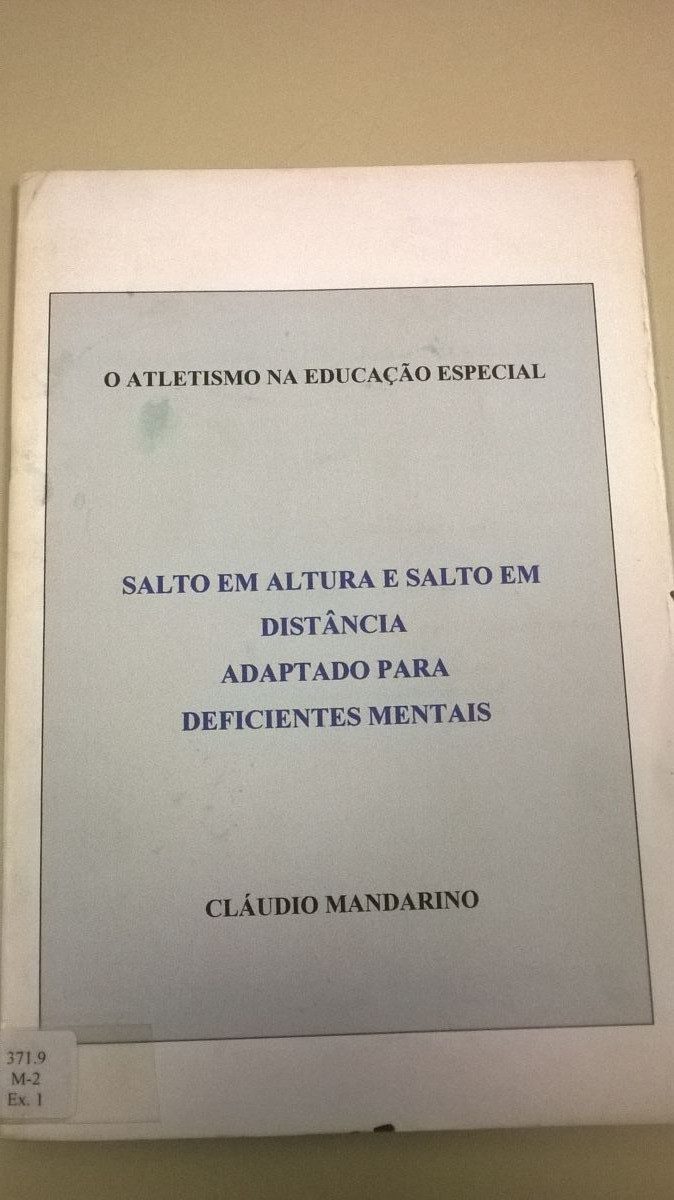 O ATLETISMO NA EDUCAÇÃO ESPECIAL
SALTO EM ALTURA E SALTO EM
DISTÂNCIA
ADAPTADO PARA
DEFICIENTES MENTAIS
CLÁUDIO MANDARINO
371.9
M-2
Ex. 1